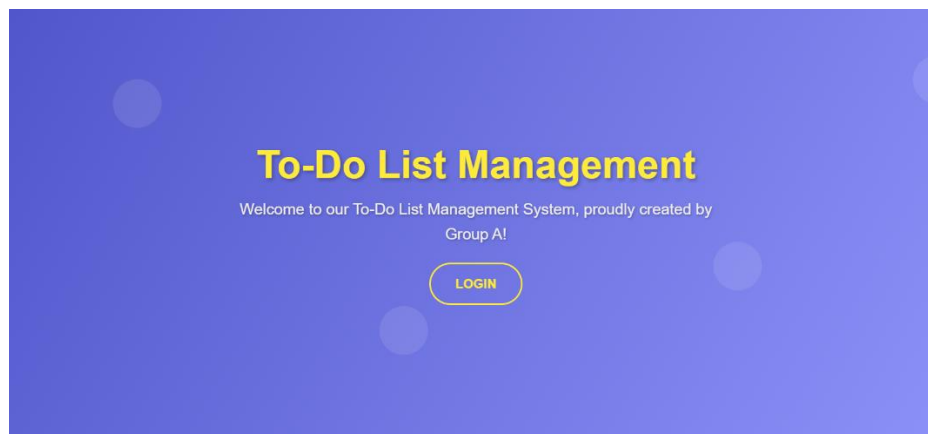 To-Do List Management
Welcome to our To-Do List Management System, proudly created by
Group A!
LOGIN